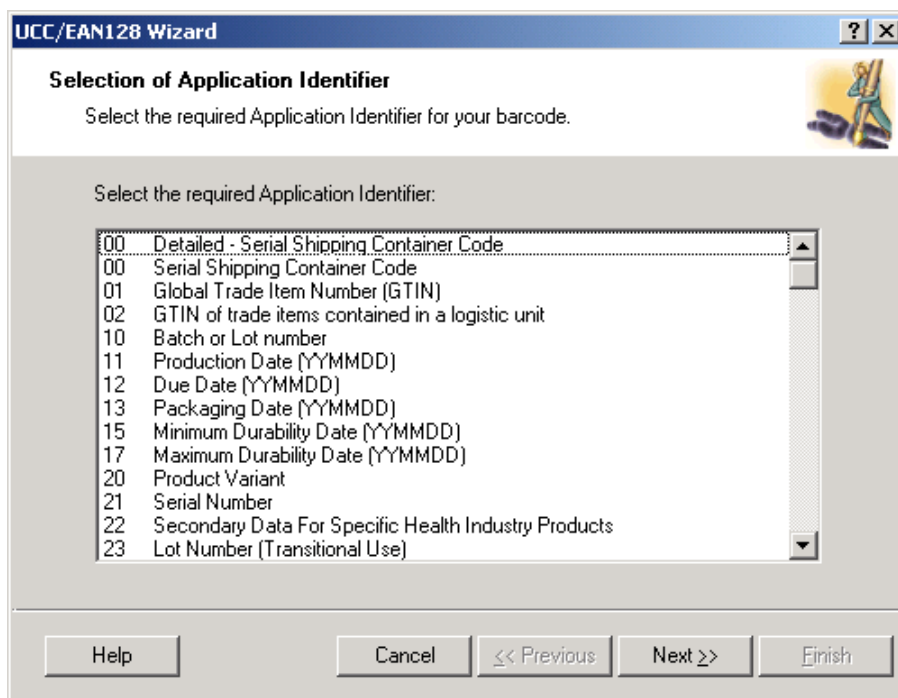 UCC/EAN128 Wizard
Selection of Application Identifier
Select the required Application Identifier for your barcode.
Select the required Application Identifier:
00 Detailed - Serial Shipping Container Code
00 Serial Shipping Container Code
01 Global Trade Item Number (GTIN)
02 GTIN of trade items contained in a logistic unit
10 Batch or Lot number
11 Production Date (YYMMDD)
12 Due Date (YYMMDD)
13 Packaging Date (YYMMDD)
15 Minimum Durability Date (YYMMDD)
17 Maximum Durability Date (YYMMDD)
20 Product Variant
21 Serial Number
22 Secondary Data For Specific Health Industry Products
23 Lot Number (Transitional Use)
Help Cancel << Previous Next >> Finish